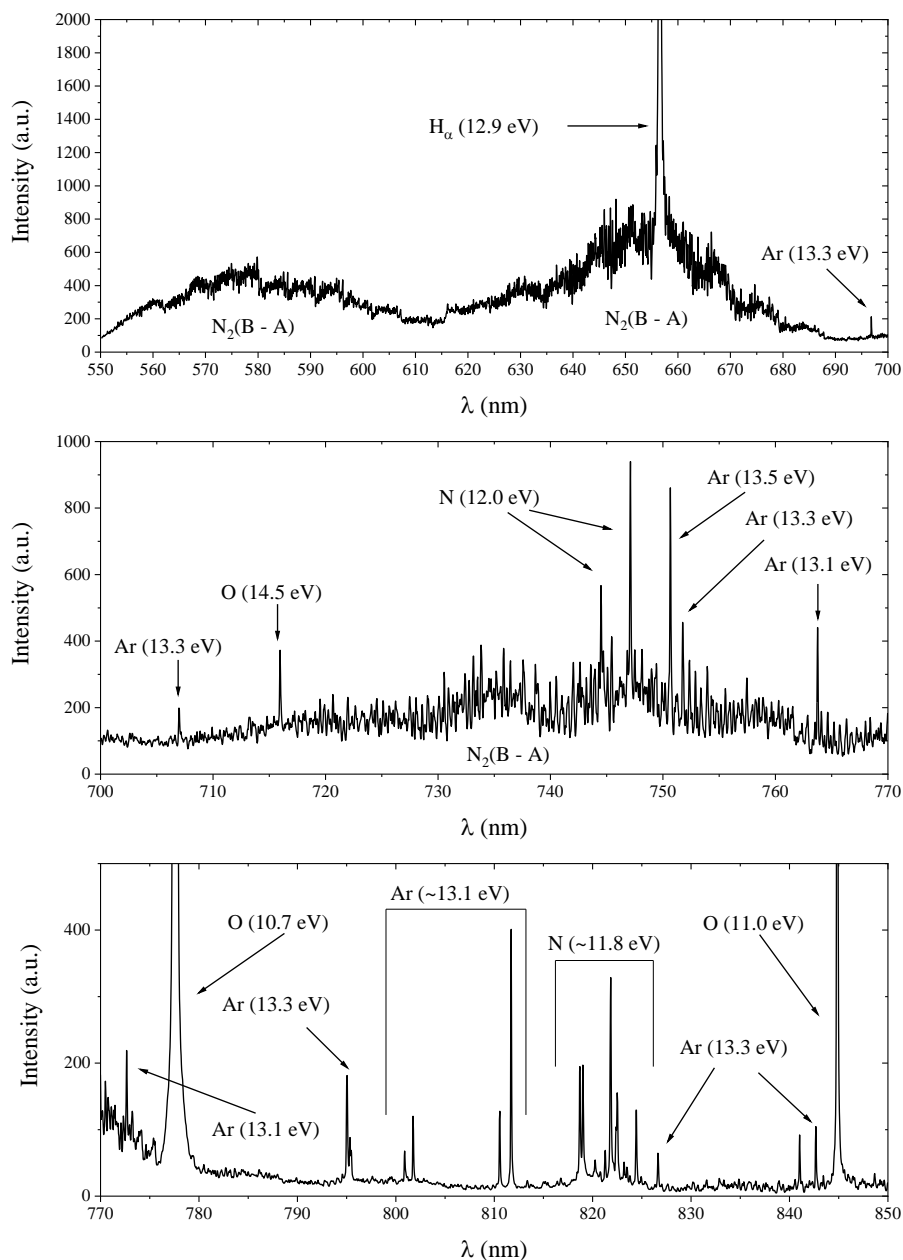 2000
1800
1600
1400
1200
1000
800
600
400
200
0
Intensity (a.u.)
Hα (12.9 eV)
Ar (13.3 eV)
N₂(B - A)
N₂(B - A)
550 560 570 580 590 600 610 620 630 640 650 660 670 680 690 700
λ (nm)
1000
800
600
400
200
0
Intensity (a.u.)
Ar (13.3 eV)
O (14.5 eV)
N (12.0 eV)
Ar (13.5 eV)
Ar (13.3 eV)
Ar (13.1 eV)
N₂(B - A)
700 710 720 730 740 750 760 770
λ (nm)
400
200
0
Intensity (a.u.)
O (10.7 eV)
Ar (13.3 eV)
Ar (13.1 eV)
Ar (~13.1 eV)
N (~11.8 eV)
O (11.0 eV)
Ar (13.3 eV)
770 780 790 800 810 820 830 840 850
λ (nm)